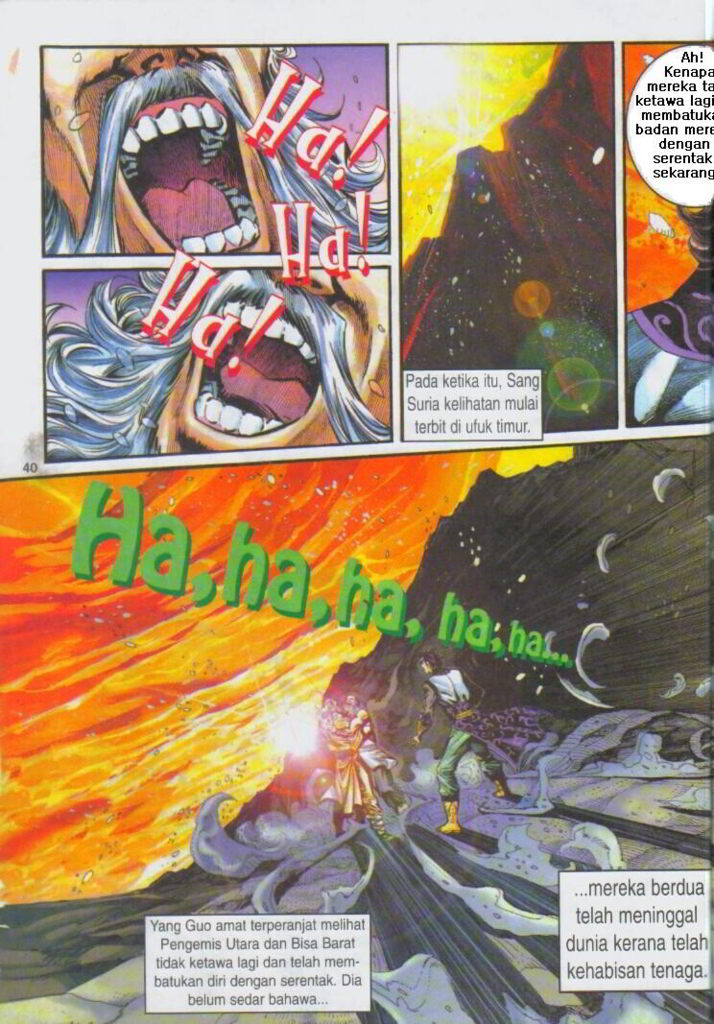 Ha!
Ha!
Ha!
Ha!
Pada ketika itu, Sang
Suria kelihatan mulai
terbit di ufuk timur.
Ah!
Kenapa
mereka
ketawa
badan
dengan
serentak
sekarang
40
Ha, ha, ha, ha, ha...
Yang Guo amat terperanjat melihat
Pengemis Utara dan Bisa Barat
tidak ketawa lagi dan telah mem-
batukan diri dengan serentak. Dia
belum sedar bahawa...
...mereka berdua
telah meninggal
dunia kerana telah
kehabisan tenaga.